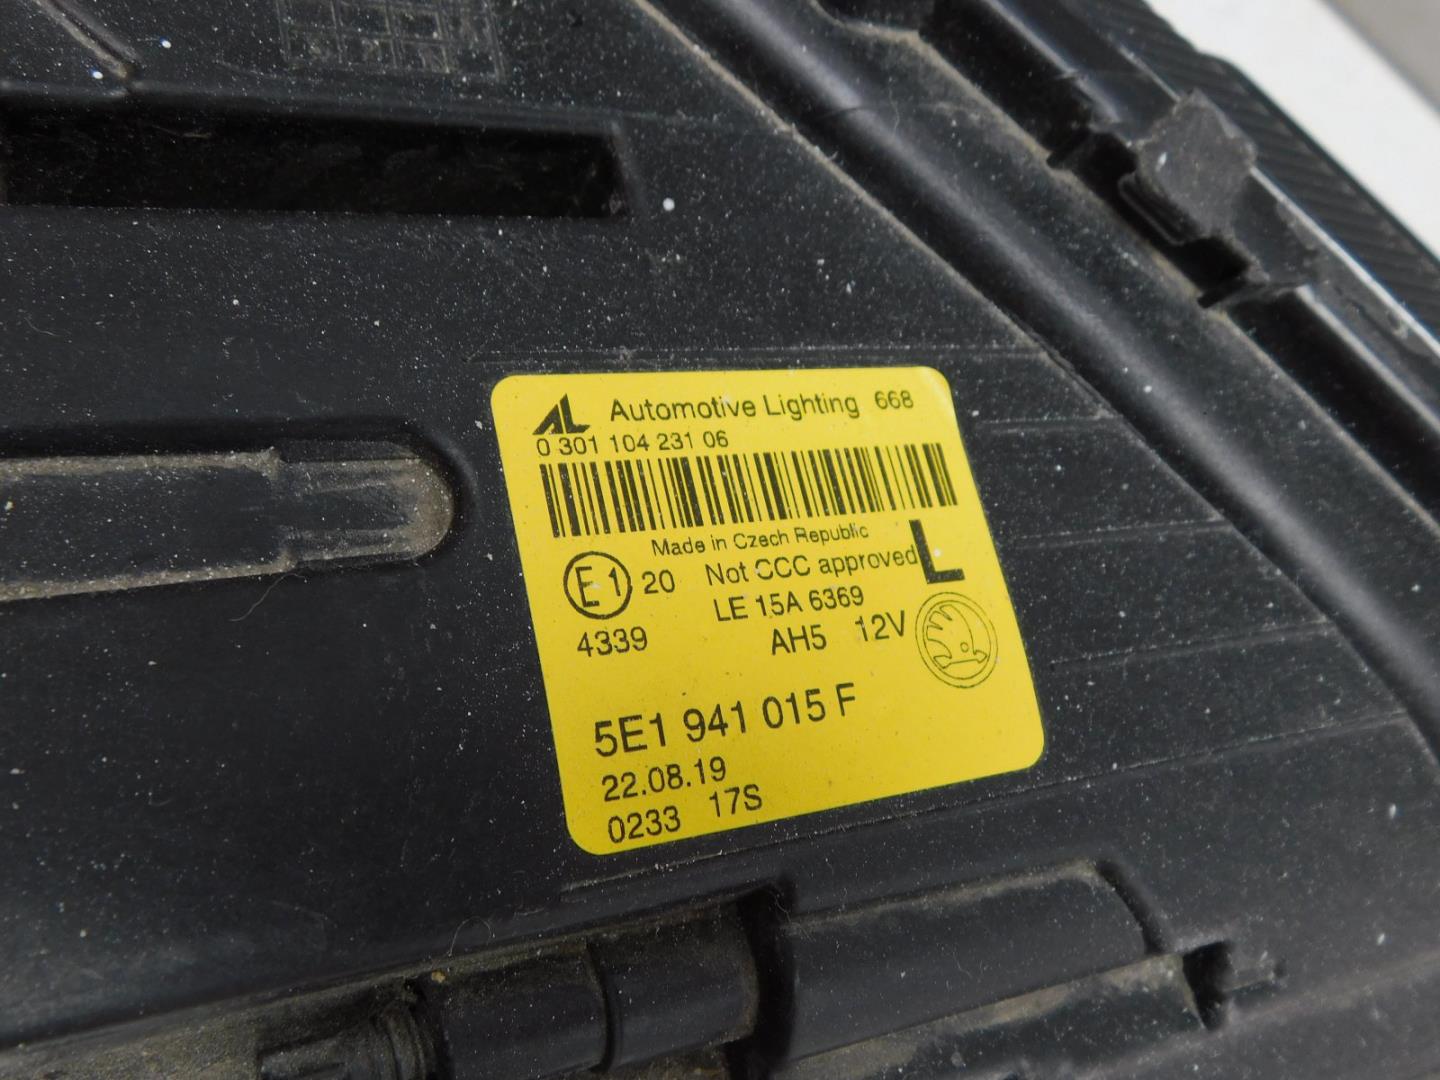 AL Automotive Lighting 668
0 301 104 231 06
Made in Czech Republic
E1 20 Not CCC approved L
LE 15A 6369
4339 AH5 12V
5E1 941 015 F
22.08.19
0233 17S